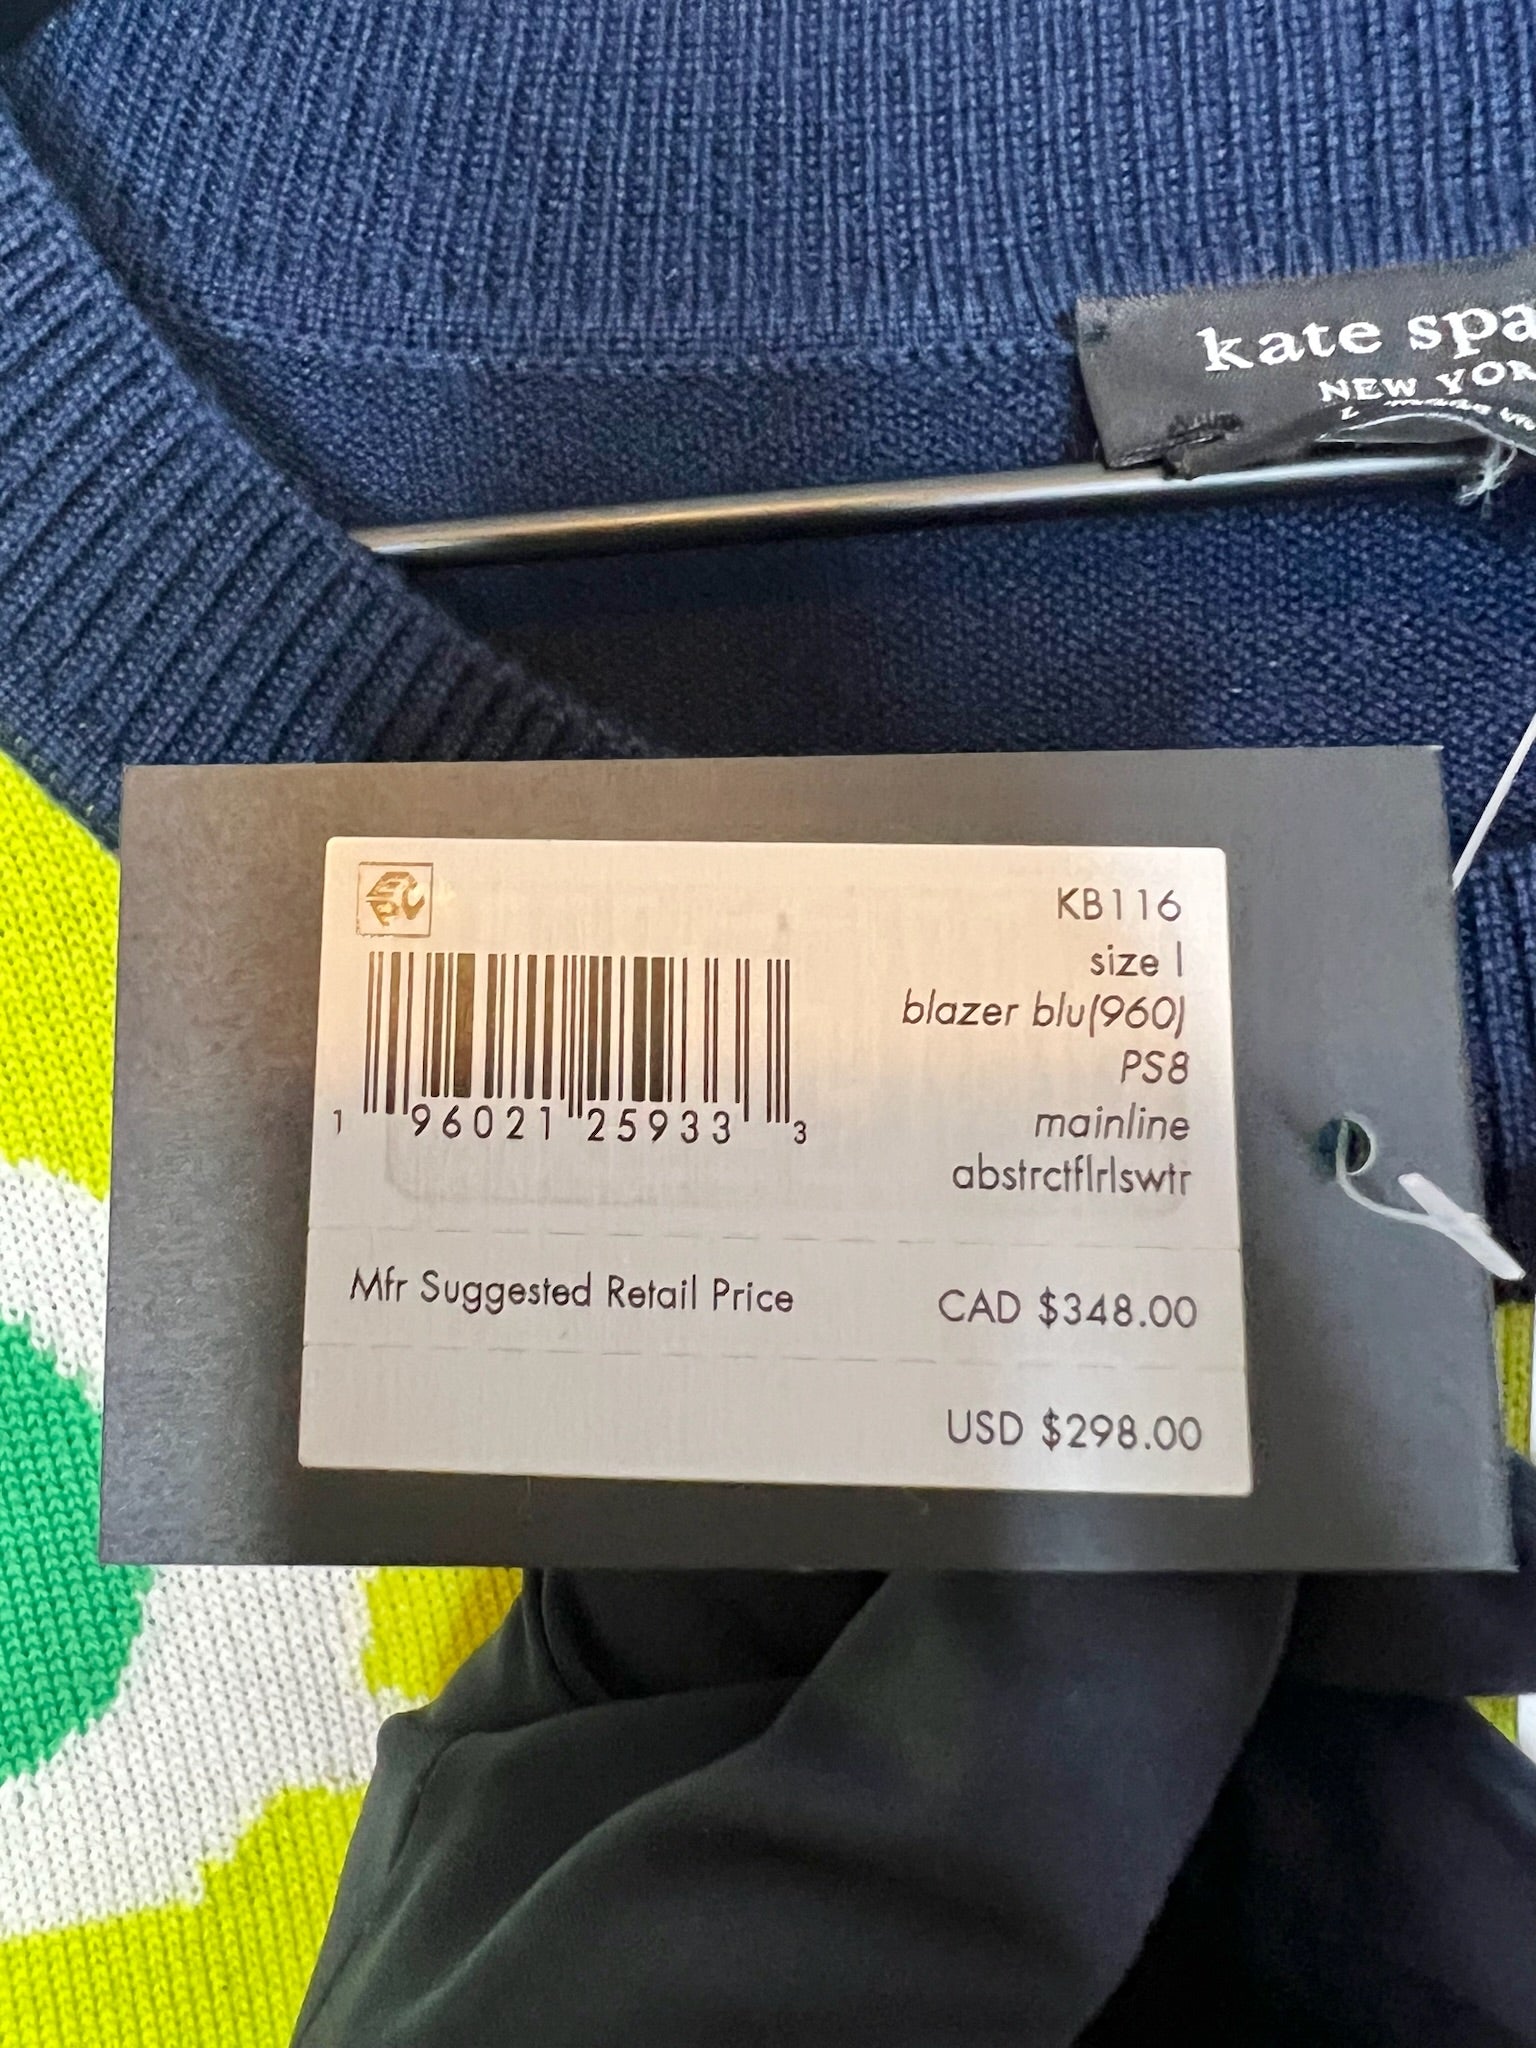 kate spa
NEW YOR
KB116
size l
blazer blu(960)
PS8
mainline
abstrctflrlswtr
1 96021 25933 3
Mfr Suggested Retail Price
CAD $348.00
USD $298.00